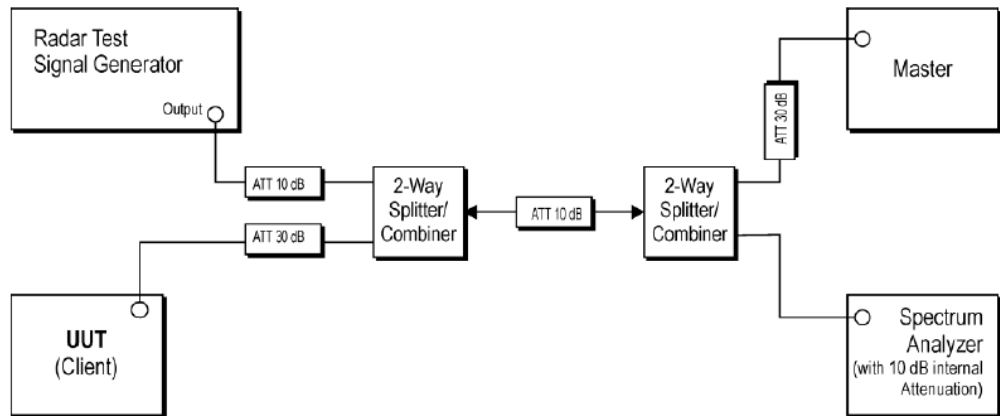 Radar Test
Signal Generator
Output
ATT 10 dB
ATT 30 dB
UUT
(Client)
2-Way
Splitter/
Combiner
ATT 10 dB
2-Way
Splitter/
Combiner
ATT 30 dB
Master
Spectrum
Analyzer
(with 10 dB internal
Attenuation)